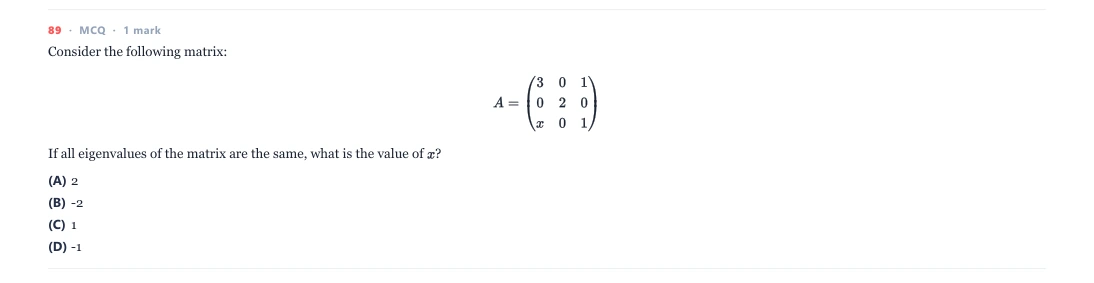 89 · MCQ · 1 mark
Consider the following matrix:
3 0 1
A = 0 2 0
x 0 1
If all eigenvalues of the matrix are the same, what is the value of x?
(A) 2
(B) -2
(C) 1
(D) -1